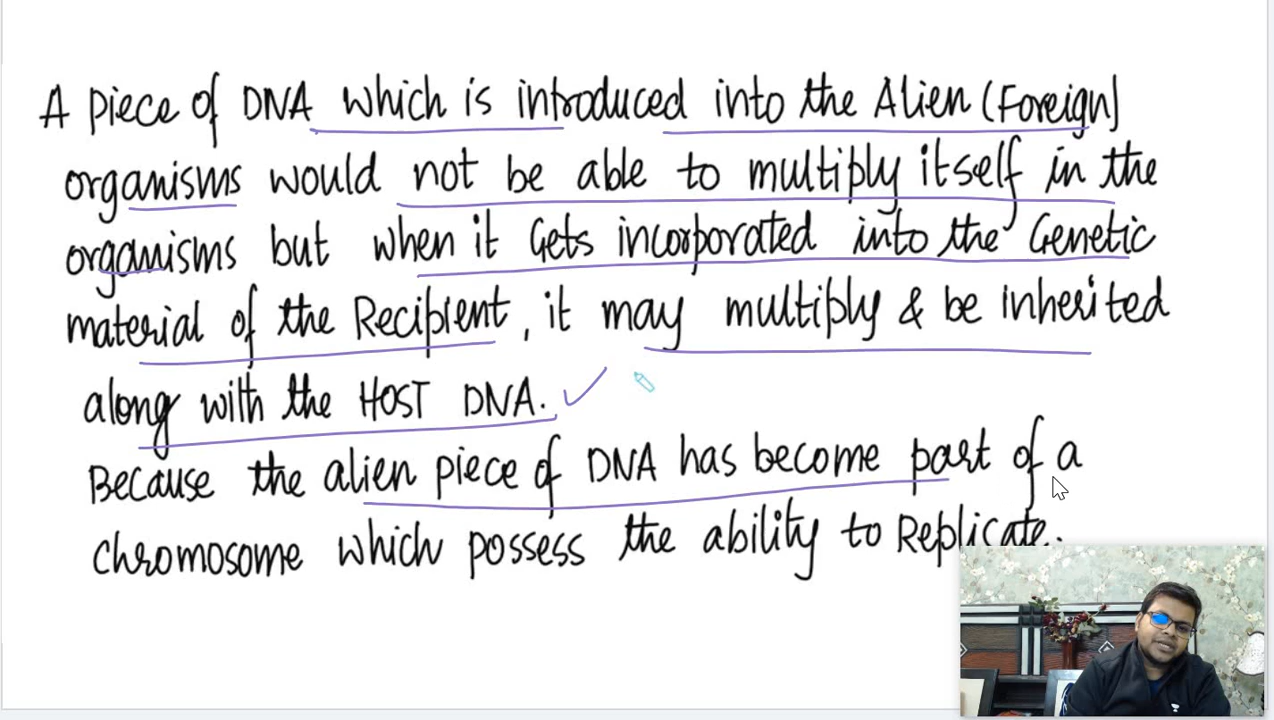 A piece of DNA which is introduced into the Alien (Foreign)
organisms would not be able to multiply itself in the
organisms but when it Gets incorporated into the Genetic
material of the Recipient, it may multiply & be inherited
along with the HOST DNA.
Because the alien piece of DNA has become part of a
chromosome which possess the ability to Replicate.